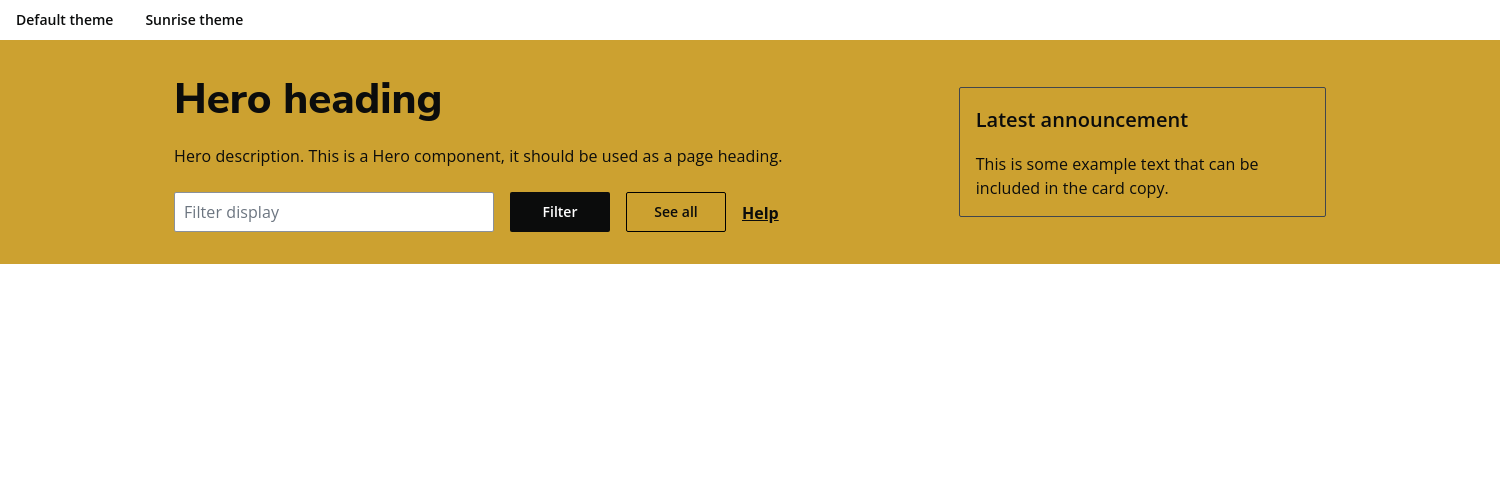 Default theme Sunrise theme
Hero heading
Hero description. This is a Hero component, it should be used as a page heading.
Filter display Filter See all Help
Latest announcement
This is some example text that can be
included in the card copy.